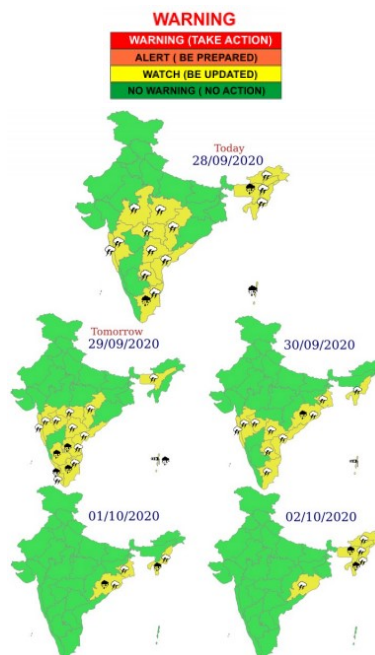 WARNING
WARNING (TAKE ACTION)
ALERT ( BE PREPARED)
WATCH (BE UPDATED)
NO WARNING ( NO ACTION)
Today
28/09/2020
Tomorrow
29/09/2020
30/09/2020
01/10/2020
02/10/2020